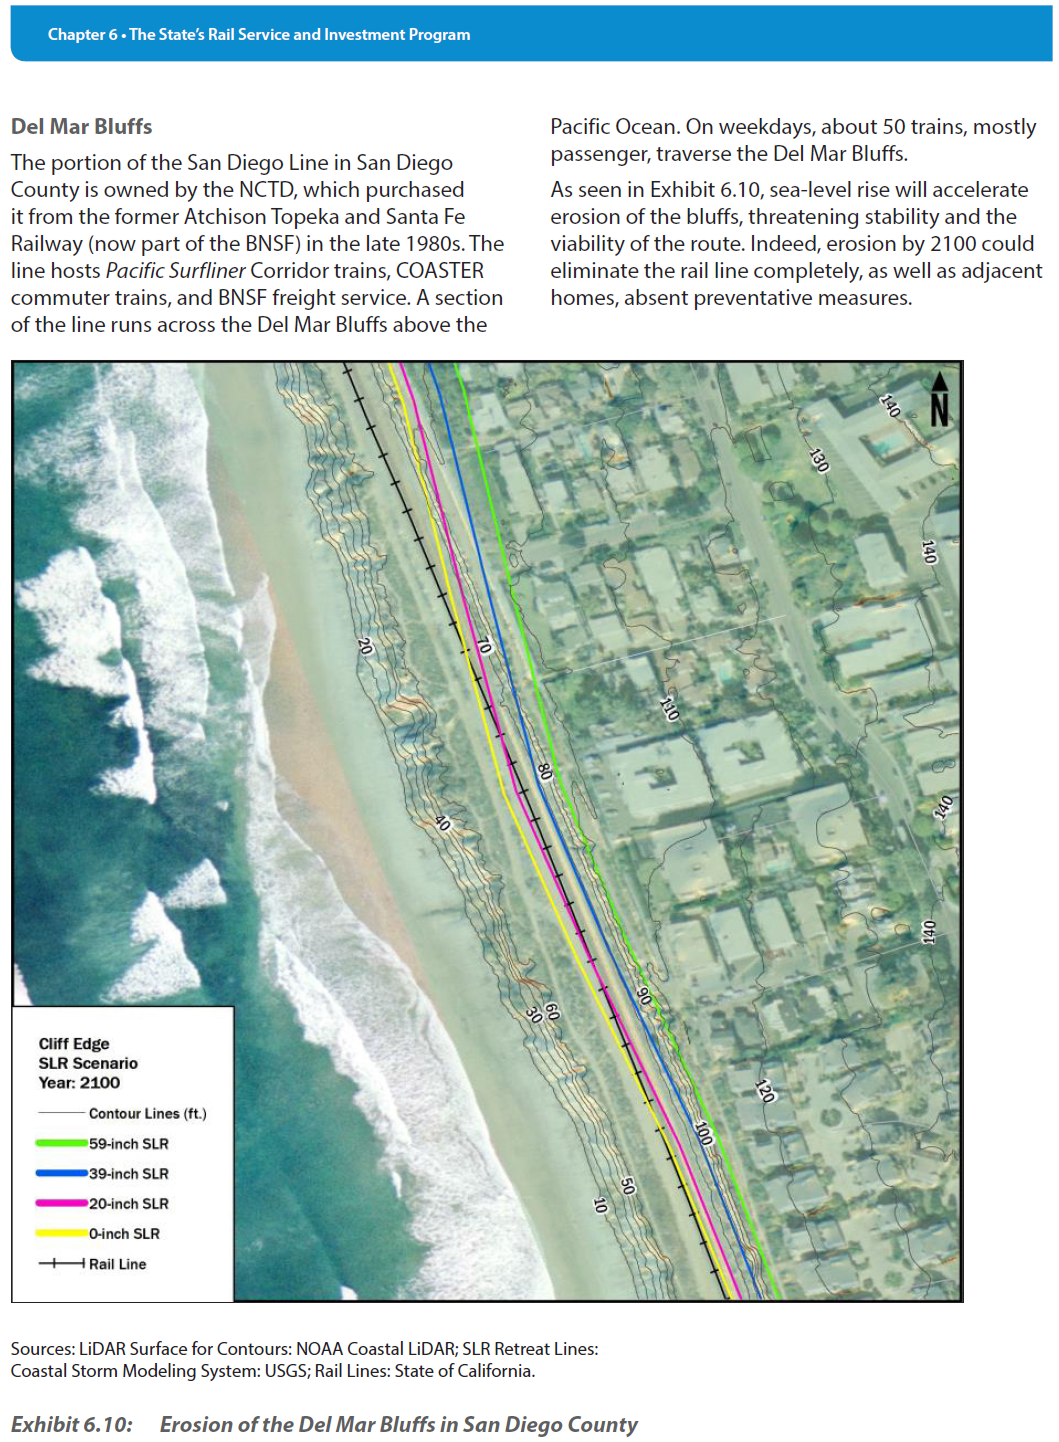 Chapter 6 • The State's Rail Service and Investment Program
Del Mar Bluffs
The portion of the San Diego Line in San Diego
County is owned by the NCTD, which purchased
it from the former Atchison Topeka and Santa Fe
Railway (now part of the BNSF) in the late 1980s. The
line hosts Pacific Surfliner Corridor trains, COASTER
commuter trains, and BNSF freight service. A section
of the line runs across the Del Mar Bluffs above the
Pacific Ocean. On weekdays, about 50 trains, mostly
passenger, traverse the Del Mar Bluffs.
As seen in Exhibit 6.10, sea-level rise will accelerate
erosion of the bluffs, threatening stability and the
viability of the route. Indeed, erosion by 2100 could
eliminate the rail line completely, as well as adjacent
homes, absent preventative measures.
N
140
130
140
20
70
110
80
140
40
140
90
60
30
120
100
50
10
Cliff Edge
SLR Scenario
Year: 2100
Contour Lines (ft.)
59-inch SLR
39-inch SLR
20-inch SLR
0-inch SLR
Rail Line
Sources: LiDAR Surface for Contours: NOAA Coastal LiDAR; SLR Retreat Lines:
Coastal Storm Modeling System: USGS; Rail Lines: State of California.
Exhibit 6.10: Erosion of the Del Mar Bluffs in San Diego County